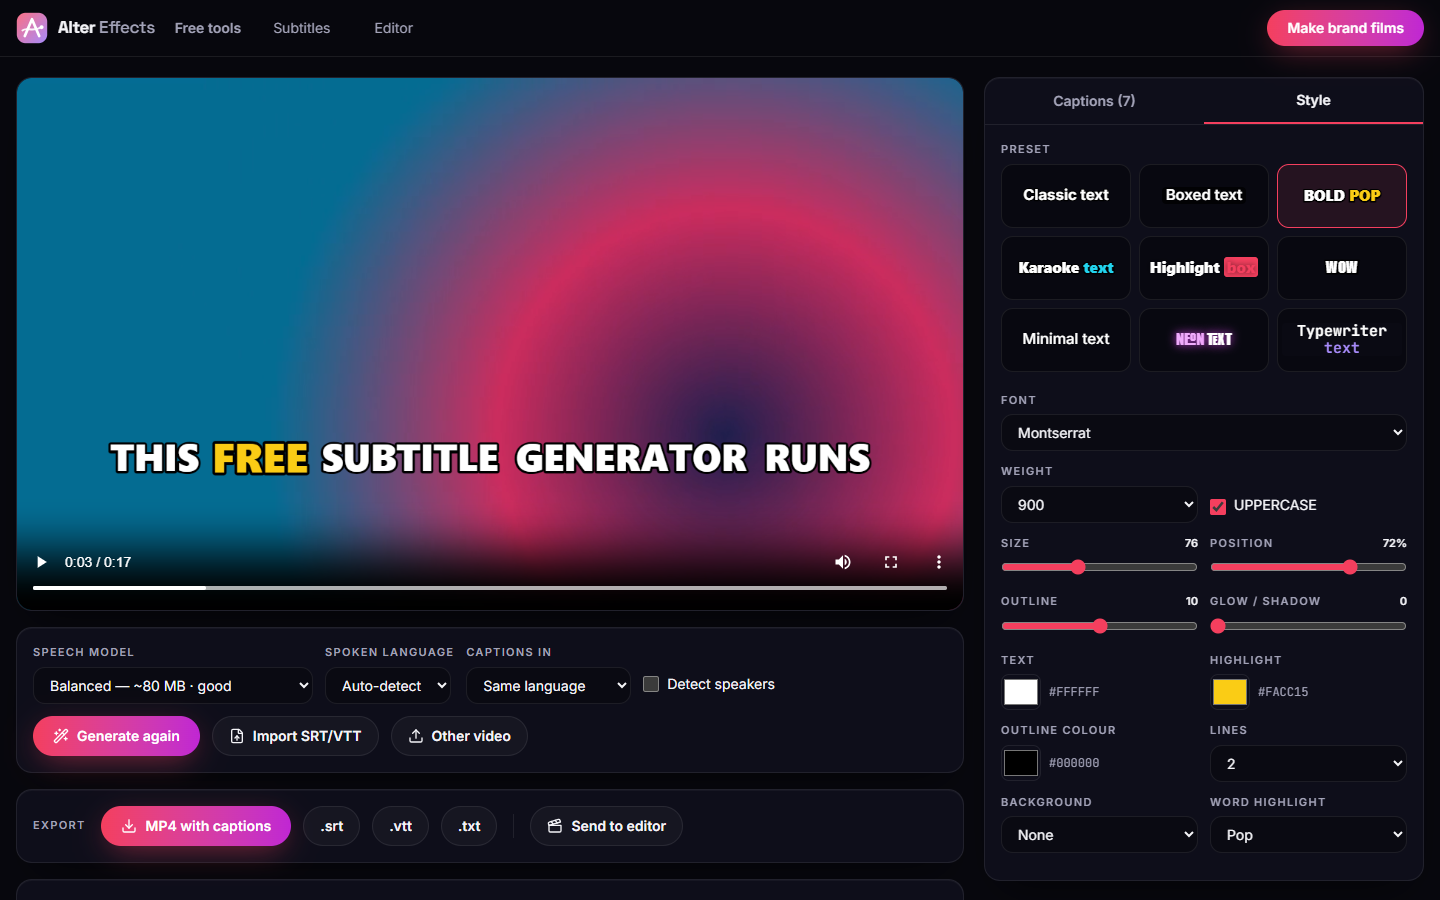 Alter Effects
Free tools
Subtitles
Editor
Make brand films
THIS FREE SUBTITLE GENERATOR RUNS
0:03 / 0:17
SPEECH MODEL
SPOKEN LANGUAGE
CAPTIONS IN
Balanced — ~80 MB · good
Auto-detect
Same language
Detect speakers
Generate again
Import SRT/VTT
Other video
EXPORT
MP4 with captions
.srt
.vtt
.txt
Send to editor
Captions (7)
Style
PRESET
Classic text
Boxed text
BOLD POP
Karaoke text
Highlight box
WOW
Minimal text
NEON TEXT
Typewriter
text
FONT
Montserrat
WEIGHT
900
UPPERCASE
SIZE 76
POSITION 72%
OUTLINE 10
GLOW / SHADOW 0
TEXT
HIGHLIGHT
#FFFFFF
#FACC15
OUTLINE COLOUR
LINES
#000000
2
BACKGROUND
WORD HIGHLIGHT
None
Pop